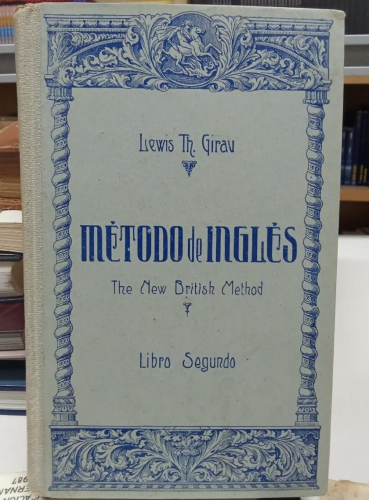 Lewis Th. Girau
MÉTODO de INGLÉS
The New British Method
Libro Segundo